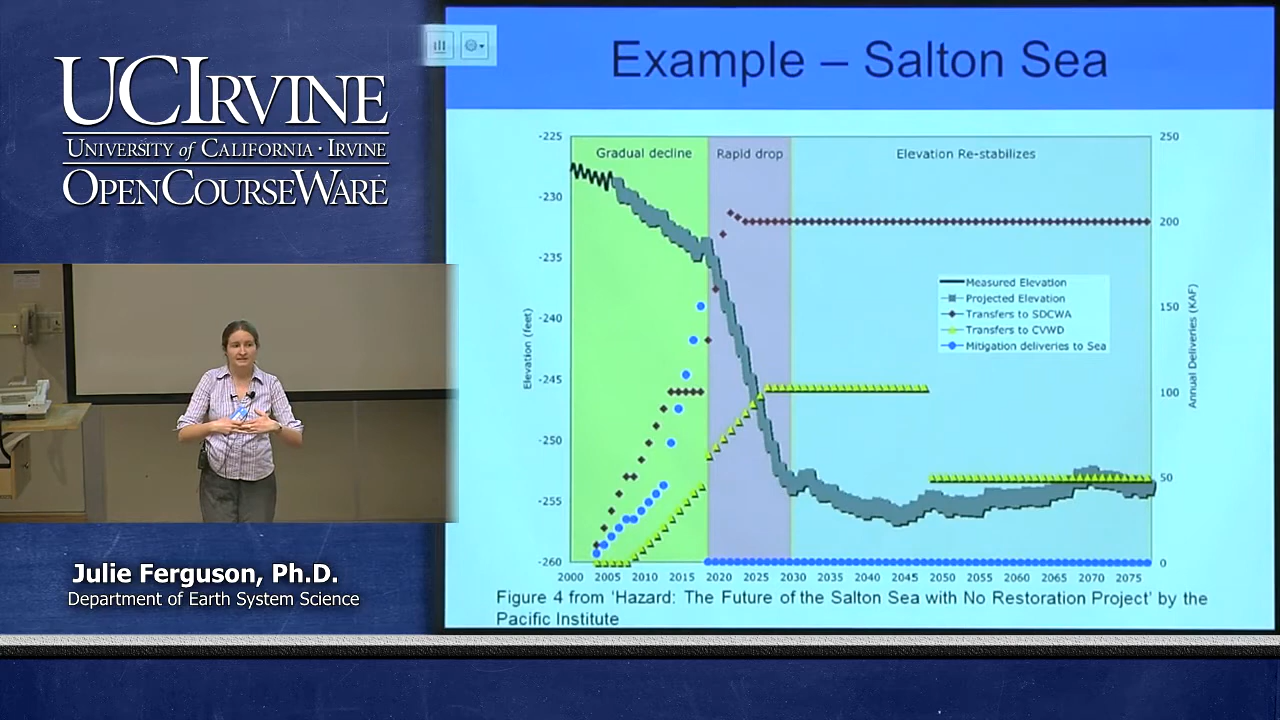 UCIRVINE
UNIVERSITY of CALIFORNIA · IRVINE
OPENCOURSEWARE
Julie Ferguson, Ph.D.
Department of Earth System Science
Example – Salton Sea
Gradual decline
Rapid drop
Elevation Re-stabilizes
-225
-230
-235
-240
-245
-250
-255
-260
Elevation (feet)
250
200
150
100
50
0
Annual Deliveries (KAF)
Measured Elevation
Projected Elevation
Transfers to SDCWA
Transfers to CVWD
Mitigation deliveries to Sea
2000 2005 2010 2015 2018 2020 2025 2030 2035 2040 2045 2050 2055 2060 2065 2070 2075
Figure 4 from 'Hazard: The Future of the Salton Sea with No Restoration Project' by the
Pacific Institute